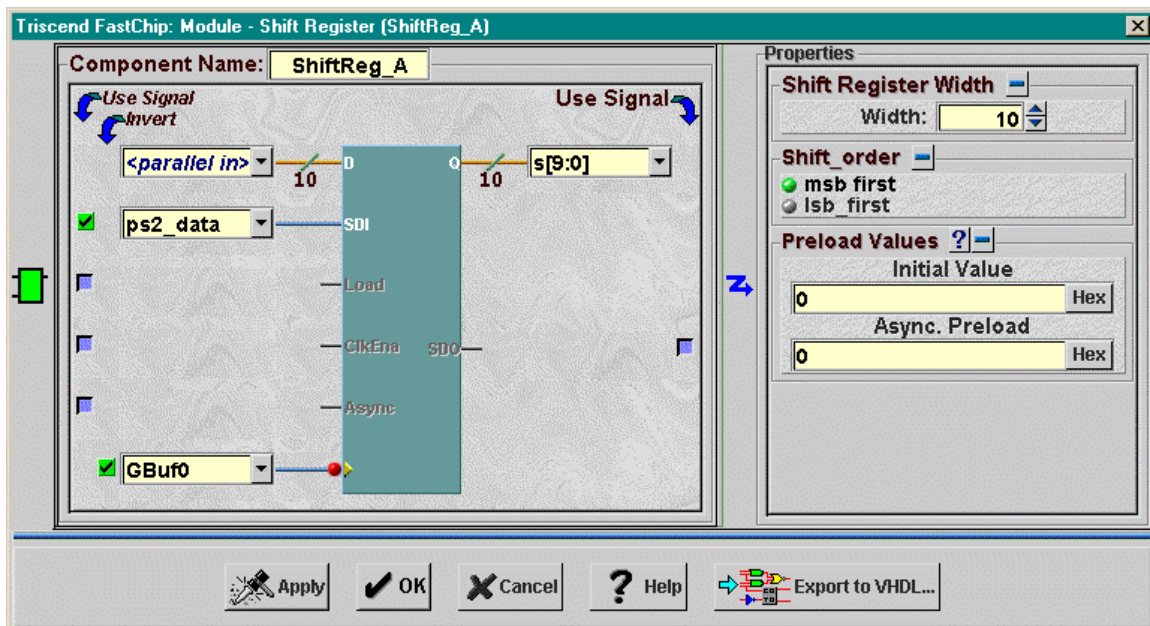 Triscend FastChip: Module - Shift Register (ShiftReg_A)
Component Name: ShiftReg_A
Use Signal
Invert
Use Signal
<parallel in> 10 D Q 10 s[9:0]
ps2_data SDI
Load
ClkEna SDO
Async
GBuf0
Properties
Shift Register Width
Width: 10
Shift_order
msb first
lsb_first
Preload Values ?
Initial Value
0 Hex
Async. Preload
0 Hex
Apply OK Cancel ? Help Export to VHDL...